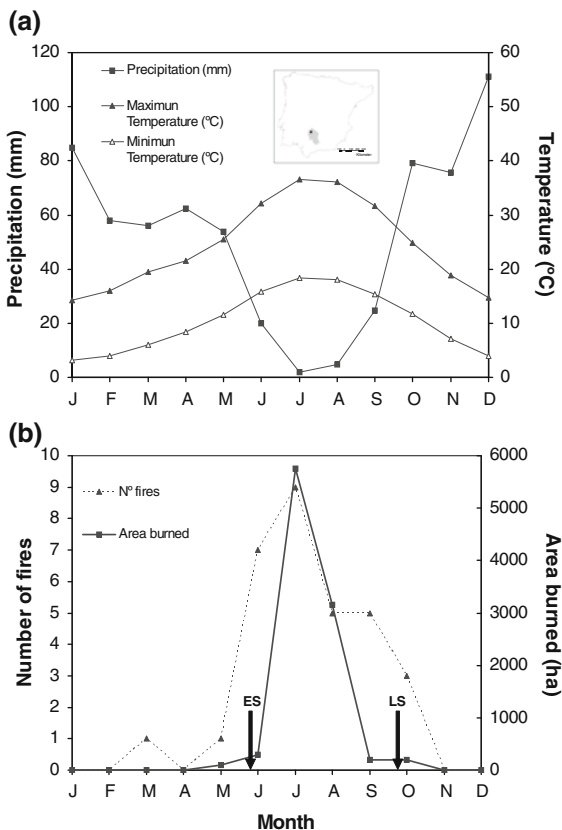 (a)
120
100
80
60
40
20
0
Precipitation (mm)
Precipitation (mm)
Maximun
Temperature (ºC)
Minimun
Temperature (ºC)
Kilometer
60
50
40
30
20
10
0
Temperature (ºC)
J F M A M J J A S O N D
(b)
10
9
8
7
6
5
4
3
2
1
0
Number of fires
Nº fires
Area burned
ES
LS
6000
5000
4000
3000
2000
1000
0
Area burned (ha)
J F M A M J J A S O N D
Month